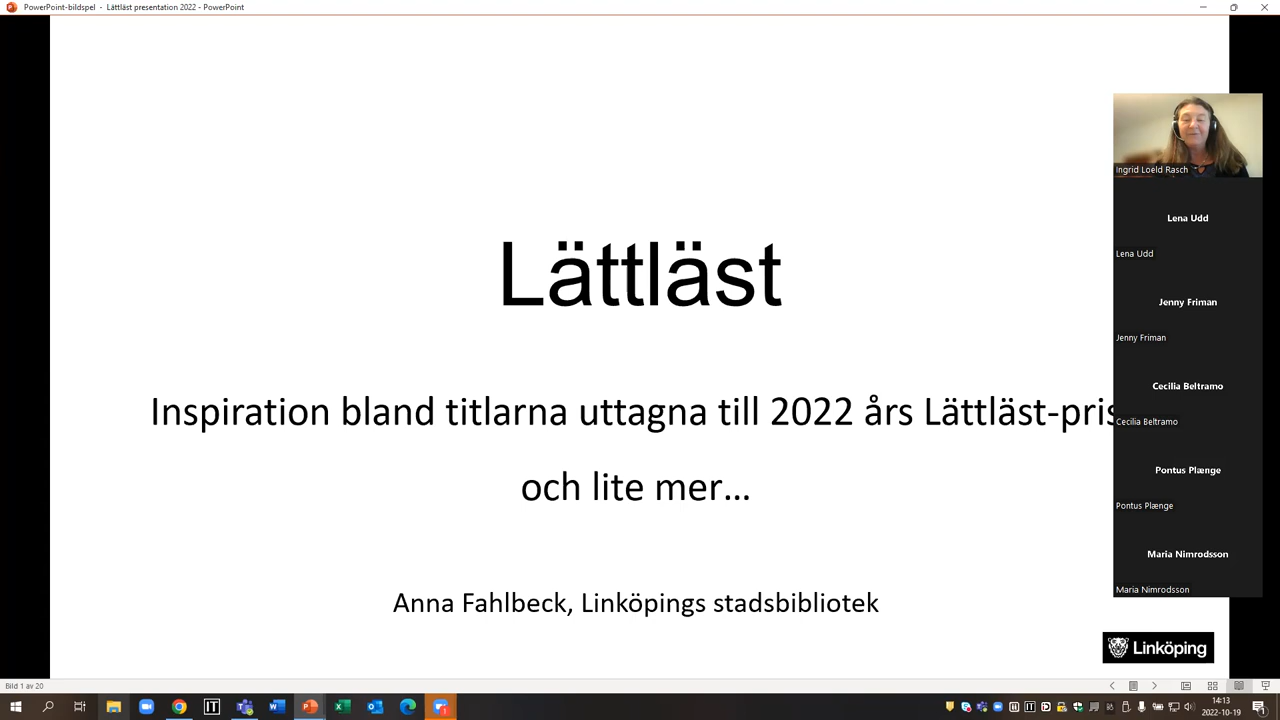 PowerPoint-bildspel - Lättläst presentation 2022 - PowerPoint
Lättläst
Inspiration bland titlarna uttagna till 2022 års Lättläst-pris
och lite mer...
Anna Fahlbeck, Linköpings stadsbibliotek
Linköping
Ingrid Loeld Rasch
Lena Udd
Lena Udd
Jenny Friman
Jenny Friman
Cecilia Beltramo
Cecilia Beltramo
Pontus Plænge
Pontus Plænge
Maria Nimrodsson
Maria Nimrodsson
Bild 1 av 20
14:13
2022-10-19